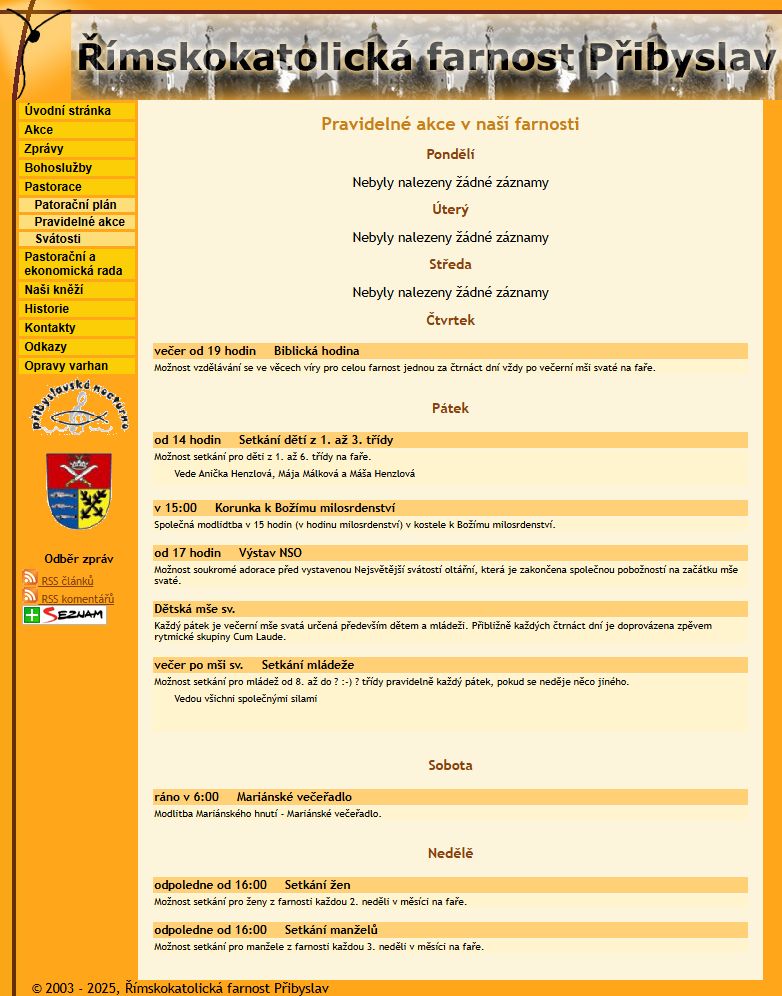 Římskokatolická farnost Přibyslav
Úvodní stránka
Akce
Zprávy
Bohoslužby
Pastorace
Patorační plán
Pravidelné akce
Svátosti
Pastorační a
ekonomická rada
Naši kněží
Historie
Kontakty
Odkazy
Opravy varhan
přibyslavské nocturno
Odběr zpráv
RSS článků
RSS komentářů
SEZNAM
Pravidelné akce v naší farnosti
Pondělí
Nebyly nalezeny žádné záznamy
Úterý
Nebyly nalezeny žádné záznamy
Středa
Nebyly nalezeny žádné záznamy
Čtvrtek
večer od 19 hodin Biblická hodina
Možnost vzdělávání se ve věcech víry pro celou farnost jednou za čtrnáct dní vždy po večerní mši svaté na faře.
Pátek
od 14 hodin Setkání dětí z 1. až 3. třídy
Možnost setkání pro děti z 1. až 6. třídy na faře.
Vede Anička Henzlová, Mája Málková a Máša Henzlová
v 15:00 Korunka k Božímu milosrdenství
Společná modlidtba v 15 hodin (v hodinu milosrdenství) v kostele k Božímu milosrdenství.
od 17 hodin Výstav NSO
Možnost soukromé adorace před vystavenou Nejsvětější svátostí oltářní, která je zakončena společnou pobožností na začátku mše
svaté.
Dětská mše sv.
Každý pátek je večerní mše svatá určená především dětem a mládeži. Přibližně každých čtrnáct dní je doprovázena zpěvem
rytmické skupiny Cum Laude.
večer po mši sv. Setkání mládeže
Možnost setkání pro mládež od 8. až do ? :-) ? třídy pravidelně každý pátek, pokud se neděje něco jiného.
Vedou všichni společnými silami
Sobota
ráno v 6:00 Mariánské večeřadlo
Modlitba Mariánského hnutí - Mariánské večeřadlo.
Neděle
odpoledne od 16:00 Setkání žen
Možnost setkání pro ženy z farnosti každou 2. neděli v měsíci na faře.
odpoledne od 16:00 Setkání manželů
Možnost setkání pro manžele z farnosti každou 3. neděli v měsíci na faře.
© 2003 - 2025, Římskokatolická farnost Přibyslav